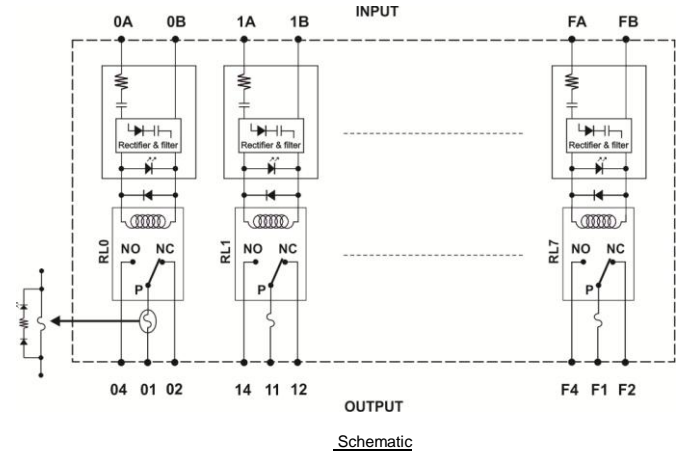 INPUT
0A 0B 1A 1B FA FB
Rectifier & filter Rectifier & filter Rectifier & filter
RL0 NO NC RL1 NO NC RL7 NO NC
P P P
04 01 02 14 11 12 F4 F1 F2
OUTPUT
Schematic